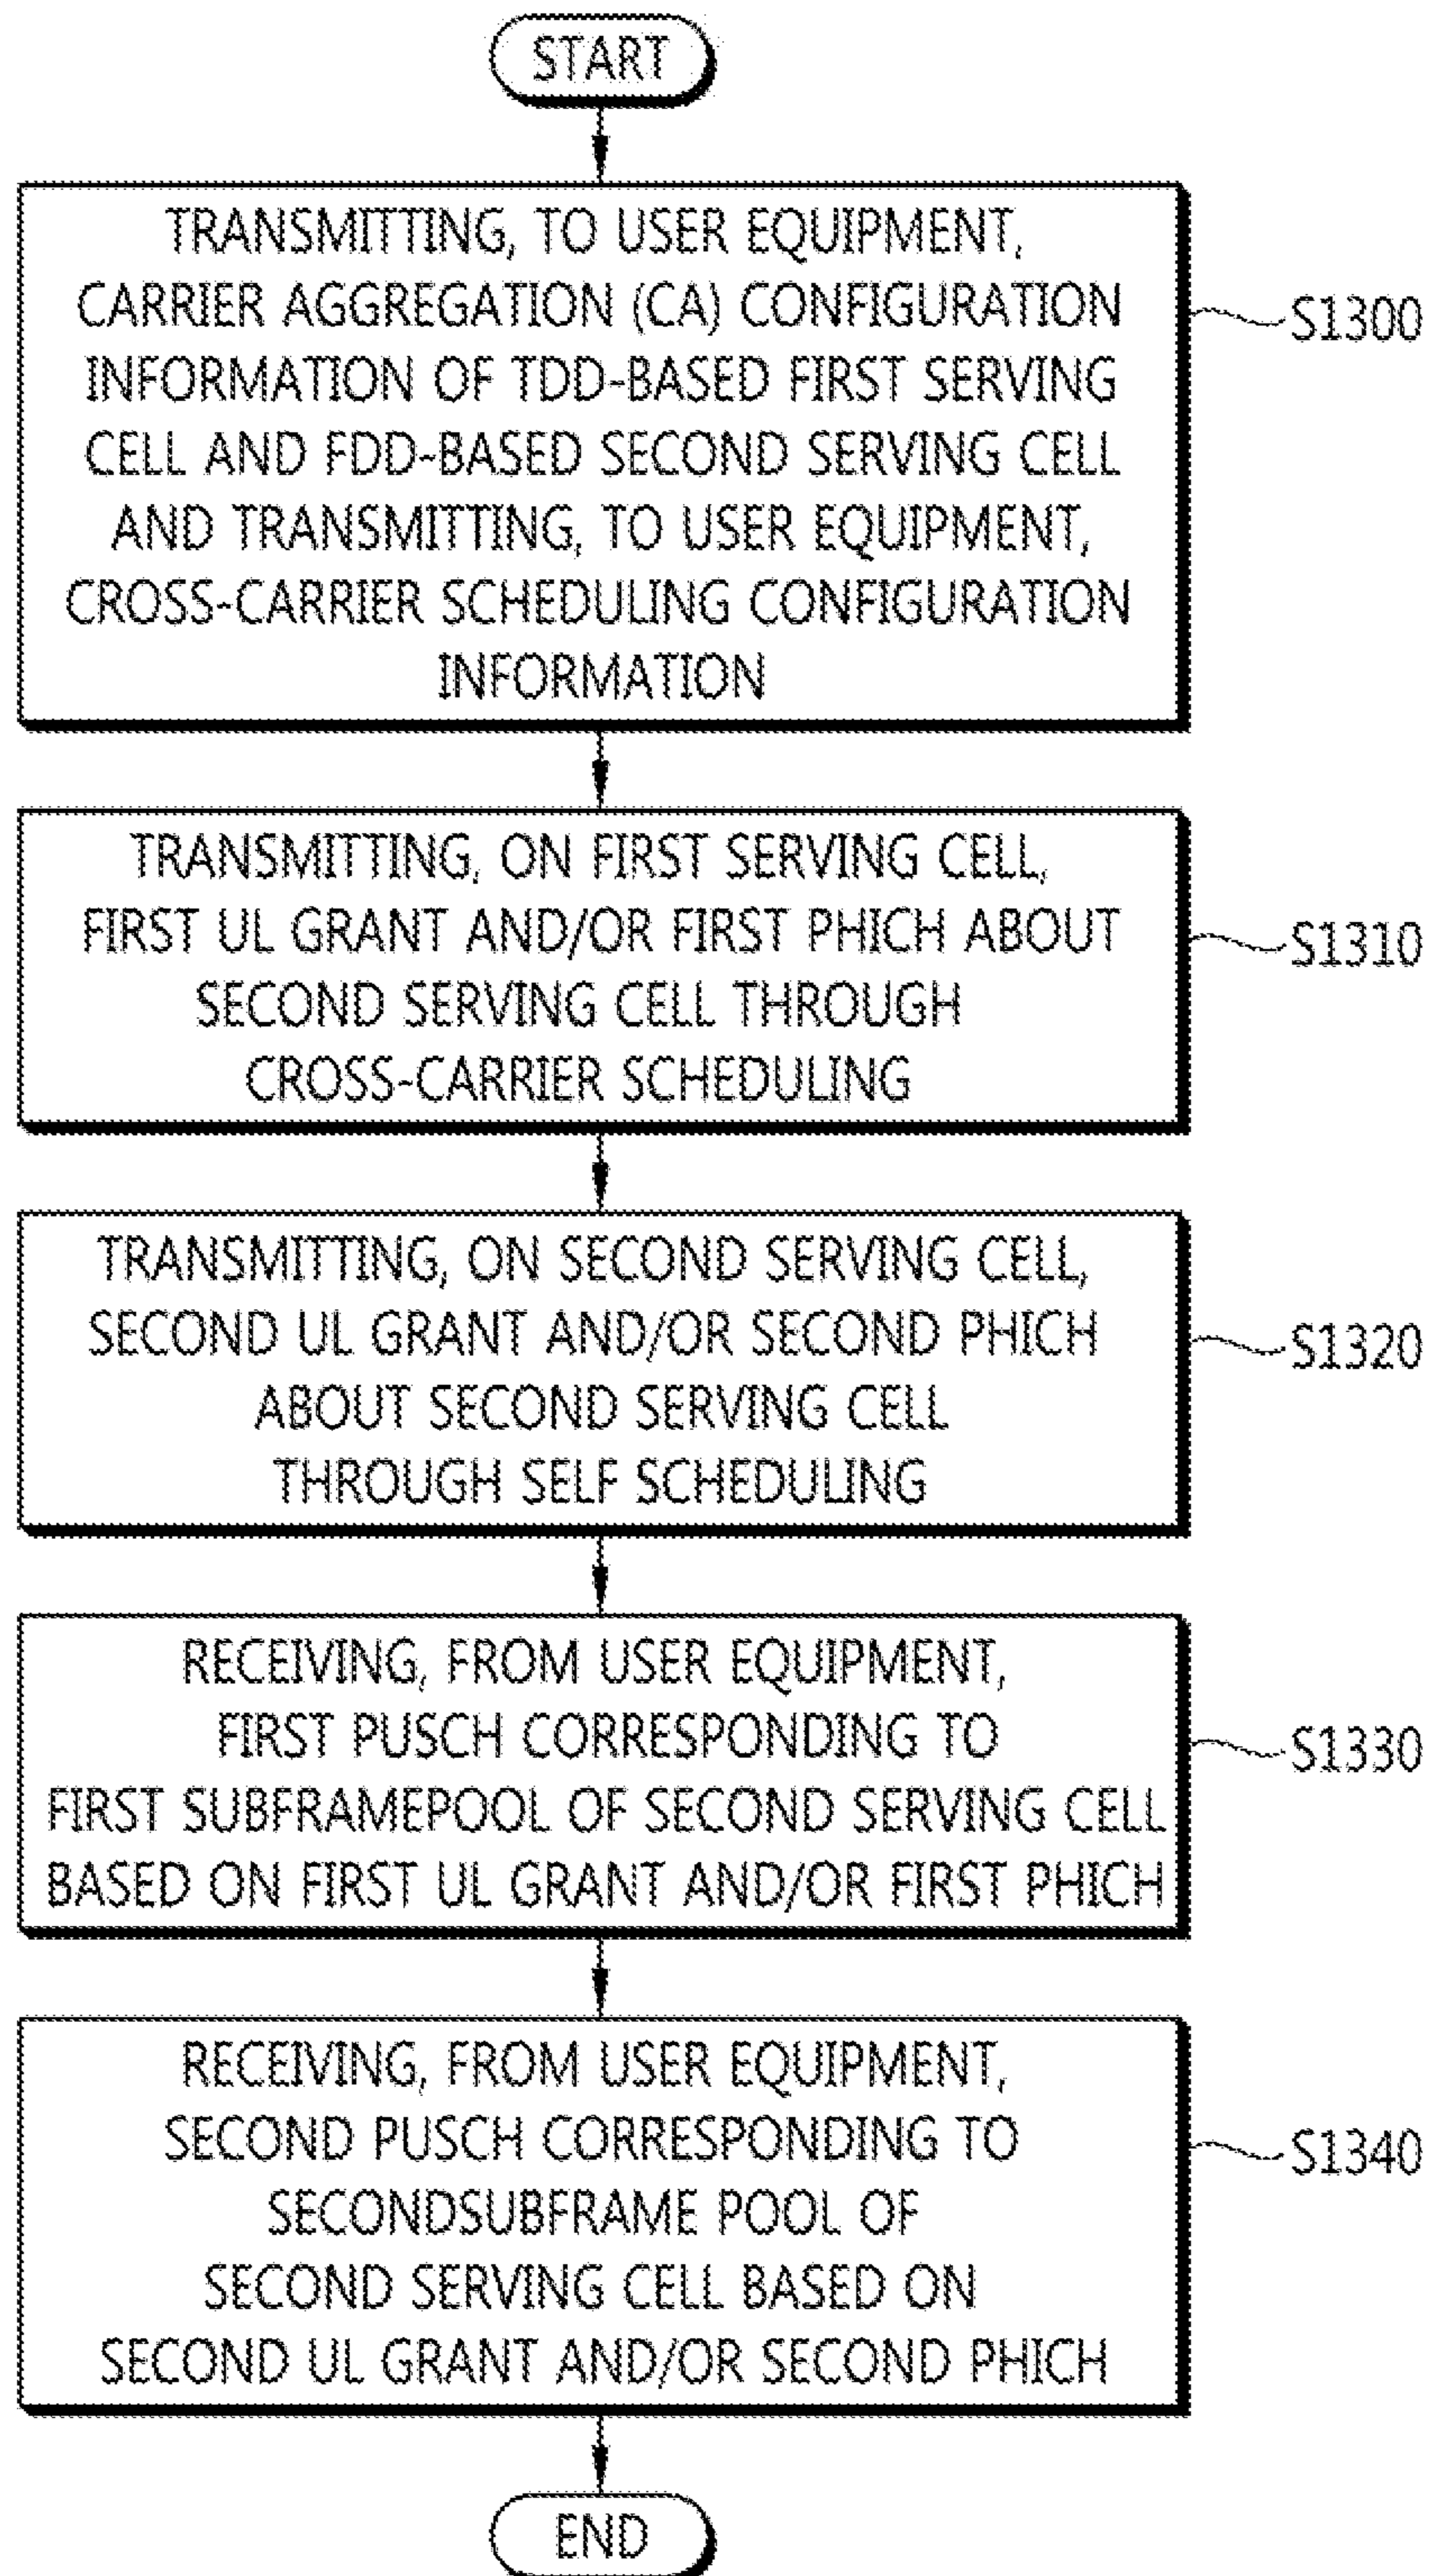 START
TRANSMITTING, TO USER EQUIPMENT,
CARRIER AGGREGATION (CA) CONFIGURATION
INFORMATION OF TDD-BASED FIRST SERVING
CELL AND FDD-BASED SECOND SERVING CELL
AND TRANSMITTING, TO USER EQUIPMENT,
CROSS-CARRIER SCHEDULING CONFIGURATION
INFORMATION
S1300
TRANSMITTING, ON FIRST SERVING CELL,
FIRST UL GRANT AND/OR FIRST PHICH ABOUT
SECOND SERVING CELL THROUGH
CROSS-CARRIER SCHEDULING
S1310
TRANSMITTING, ON SECOND SERVING CELL,
SECOND UL GRANT AND/OR SECOND PHICH
ABOUT SECOND SERVING CELL
THROUGH SELF SCHEDULING
S1320
RECEIVING, FROM USER EQUIPMENT,
FIRST PUSCH CORRESPONDING TO
FIRST SUBFRAMEPOOL OF SECOND SERVING CELL
BASED ON FIRST UL GRANT AND/OR FIRST PHICH
S1330
RECEIVING, FROM USER EQUIPMENT,
SECOND PUSCH CORRESPONDING TO
SECONDSUBFRAME POOL OF
SECOND SERVING CELL BASED ON
SECOND UL GRANT AND/OR SECOND PHICH
S1340
END